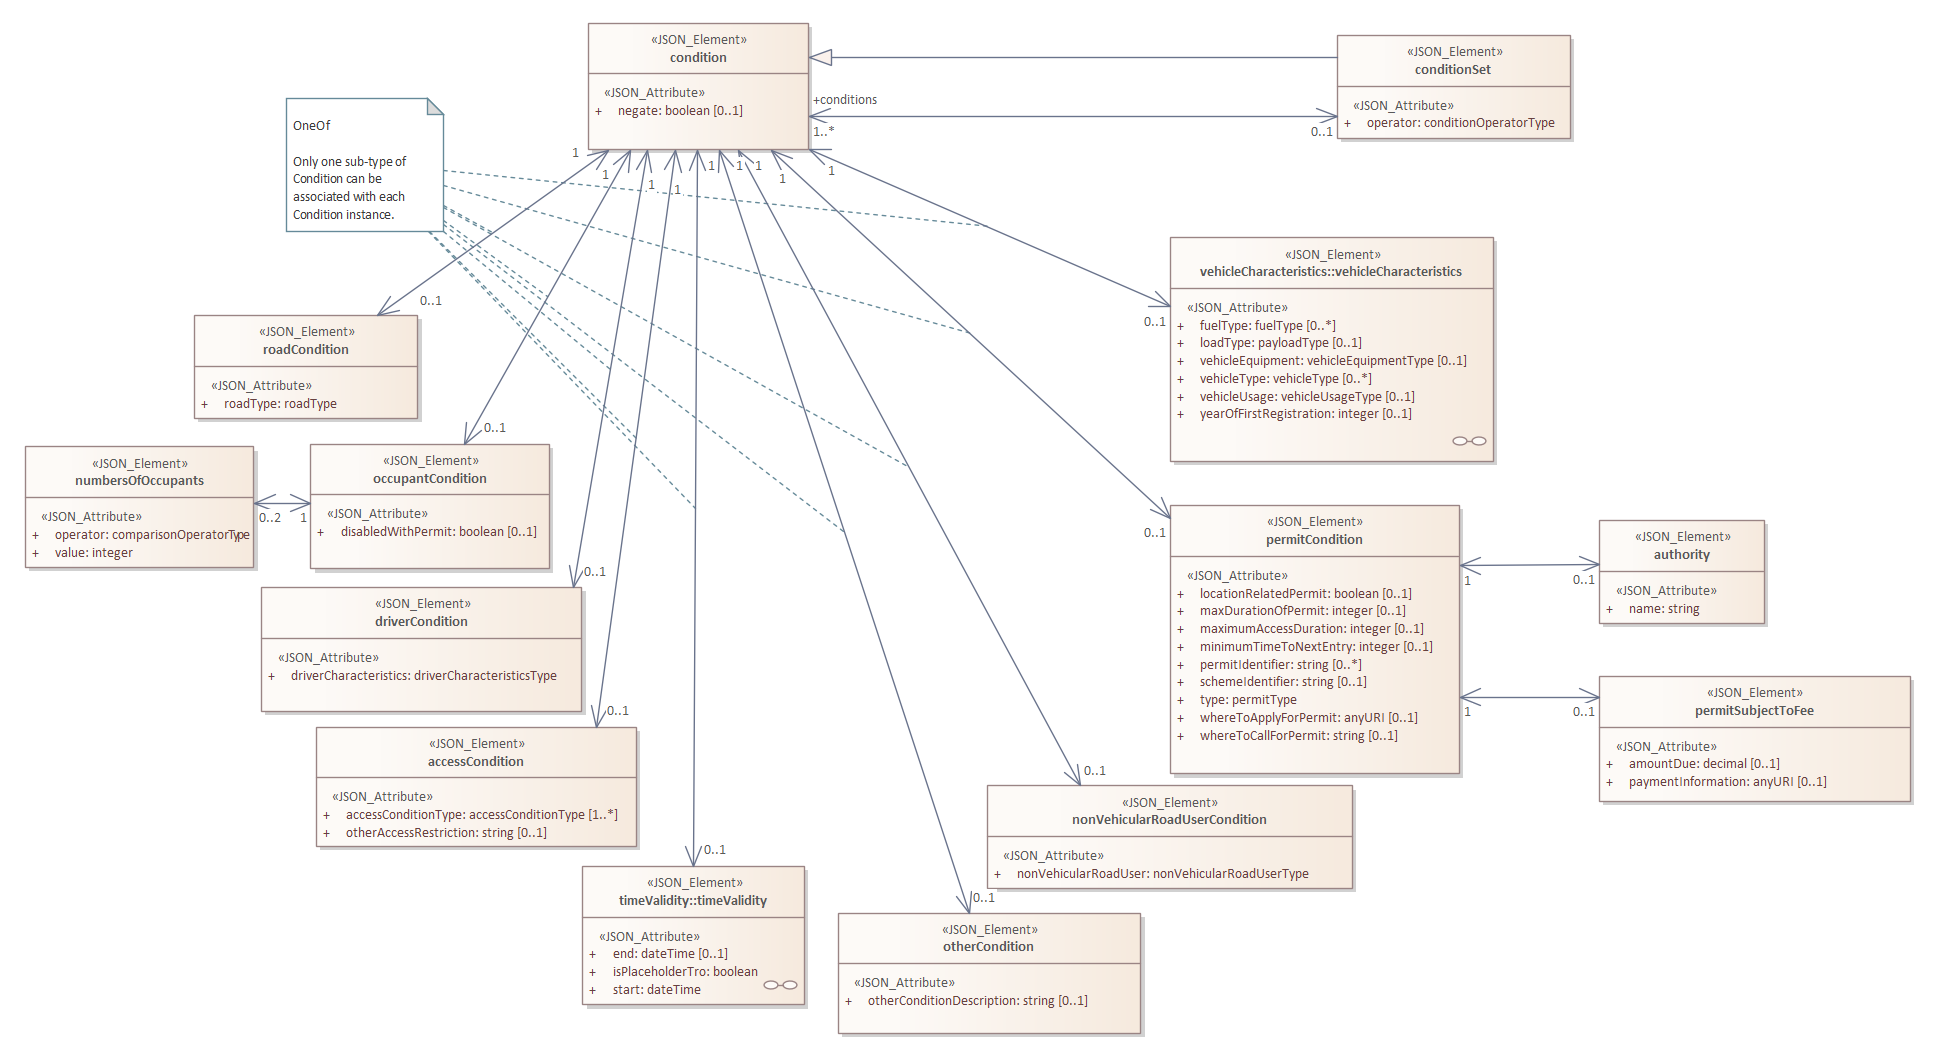 «JSON_Element»
condition
«JSON_Attribute»
+ negate: boolean [0..1]
«JSON_Element»
conditionSet
«JSON_Attribute»
+ operator: conditionOperatorType
+conditions
1..*
0..1
OneOf
Only one sub-type of
Condition can be
associated with each
Condition instance.
1
1
1
1
1
1
1
1
1
«JSON_Element»
vehicleCharacteristics::vehicleCharacteristics
«JSON_Attribute»
+ fuelType: fuelType [0..*]
+ loadType: payloadType [0..1]
+ vehicleEquipment: vehicleEquipmentType [0..1]
+ vehicleType: vehicleType [0..*]
+ vehicleUsage: vehicleUsageType [0..1]
+ yearOfFirstRegistration: integer [0..1]
0..1
0..1
«JSON_Element»
roadCondition
«JSON_Attribute»
+ roadType: roadType
0..1
«JSON_Element»
numbersOfOccupants
«JSON_Attribute»
+ operator: comparisonOperatorType
+ value: integer
0..2
1
«JSON_Element»
occupantCondition
«JSON_Attribute»
+ disabledWithPermit: boolean [0..1]
0..1
«JSON_Element»
permitCondition
«JSON_Attribute»
+ locationRelatedPermit: boolean [0..1]
+ maxDurationOfPermit: integer [0..1]
+ maximumAccessDuration: integer [0..1]
+ minimumTimeToNextEntry: integer [0..1]
+ permitIdentifier: string [0..*]
+ schemeIdentifier: string [0..1]
+ type: permitType
+ whereToApplyForPermit: anyURI [0..1]
+ whereToCallForPermit: string [0..1]
1
0..1
«JSON_Element»
authority
«JSON_Attribute»
+ name: string
1
0..1
«JSON_Element»
permitSubjectToFee
«JSON_Attribute»
+ amountDue: decimal [0..1]
+ paymentInformation: anyURI [0..1]
0..1
«JSON_Element»
driverCondition
«JSON_Attribute»
+ driverCharacteristics: driverCharacteristicsType
0..1
«JSON_Element»
accessCondition
«JSON_Attribute»
+ accessConditionType: accessConditionType [1..*]
+ otherAccessRestriction: string [0..1]
0..1
«JSON_Element»
nonVehicularRoadUserCondition
«JSON_Attribute»
+ nonVehicularRoadUser: nonVehicularRoadUserType
0..1
«JSON_Element»
timeValidity::timeValidity
«JSON_Attribute»
+ end: dateTime [0..1]
+ isPlaceholderTro: boolean
+ start: dateTime
0..1
«JSON_Element»
otherCondition
«JSON_Attribute»
+ otherConditionDescription: string [0..1]